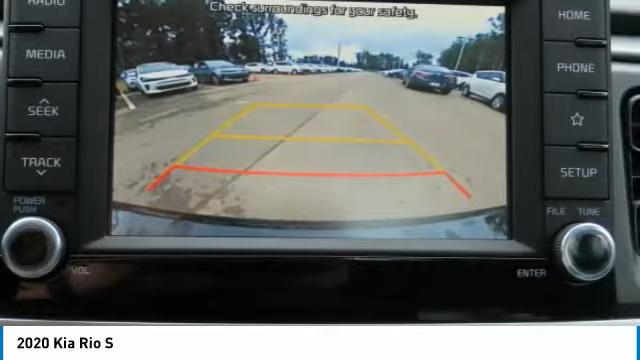 RADIO
MEDIA
SEEK
TRACK
POWER
PUSH
VOL
Check surroundings for your safety.
HOME
PHONE
SETUP
FILE TUNE
ENTER
2020 Kia Rio S